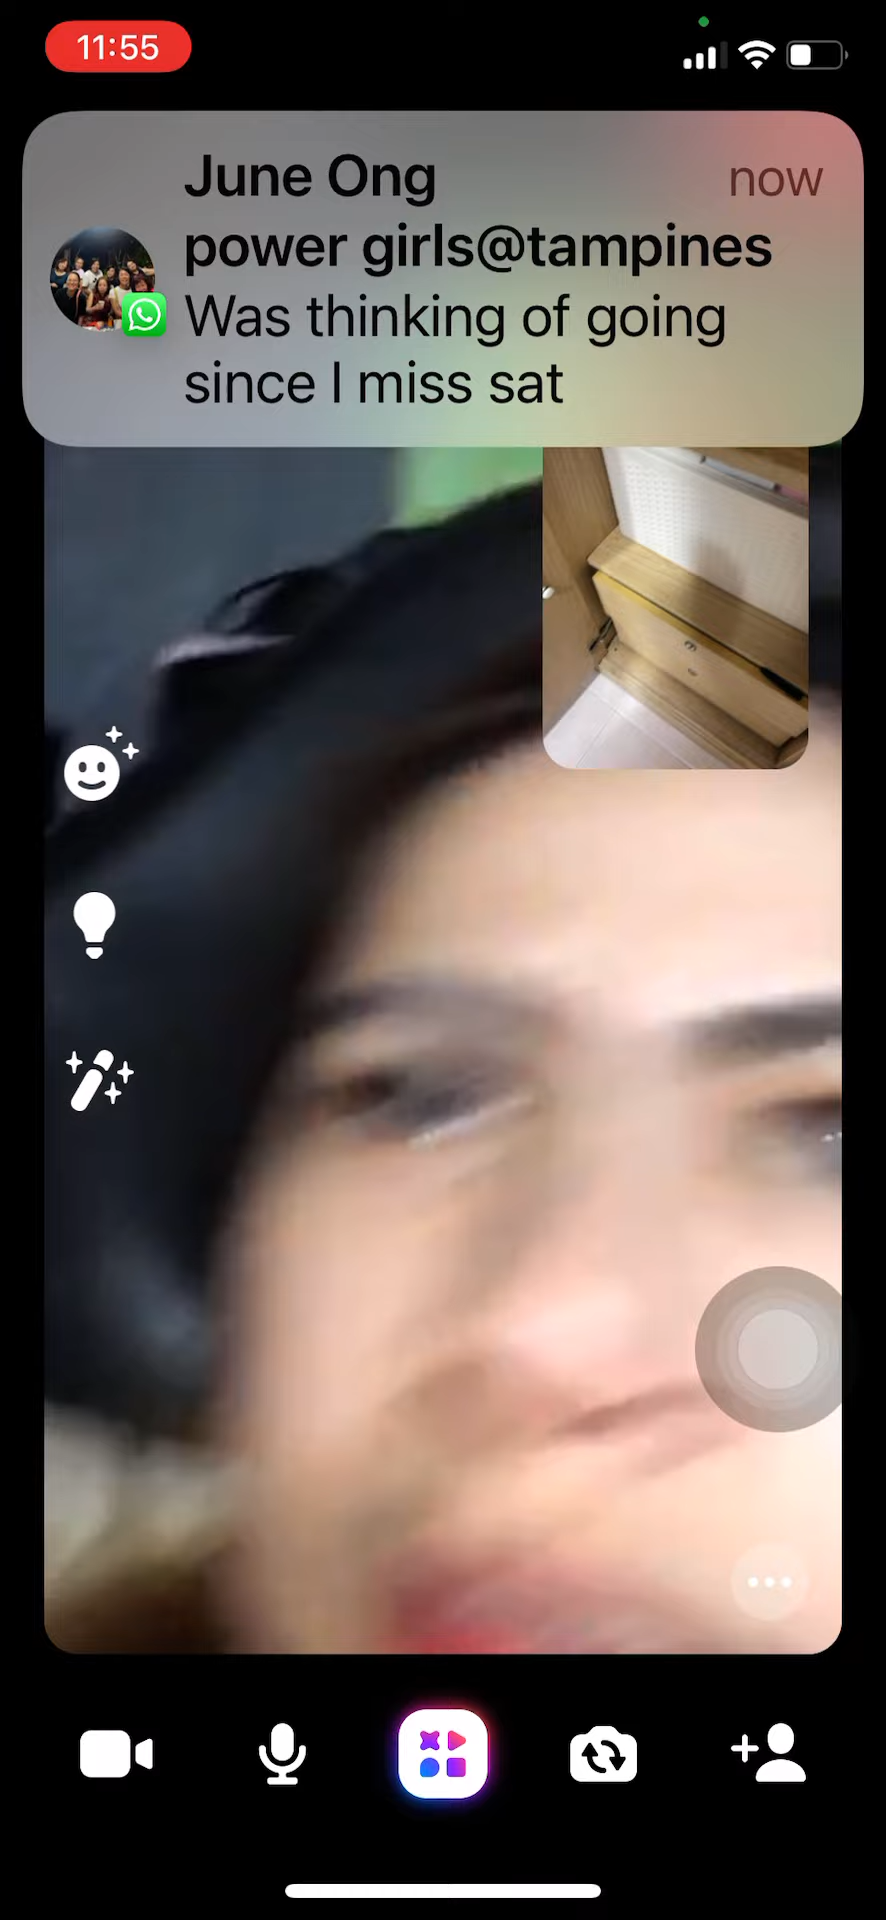 11:55
June Ong
now
power girls@tampines
Was thinking of going
since I miss sat